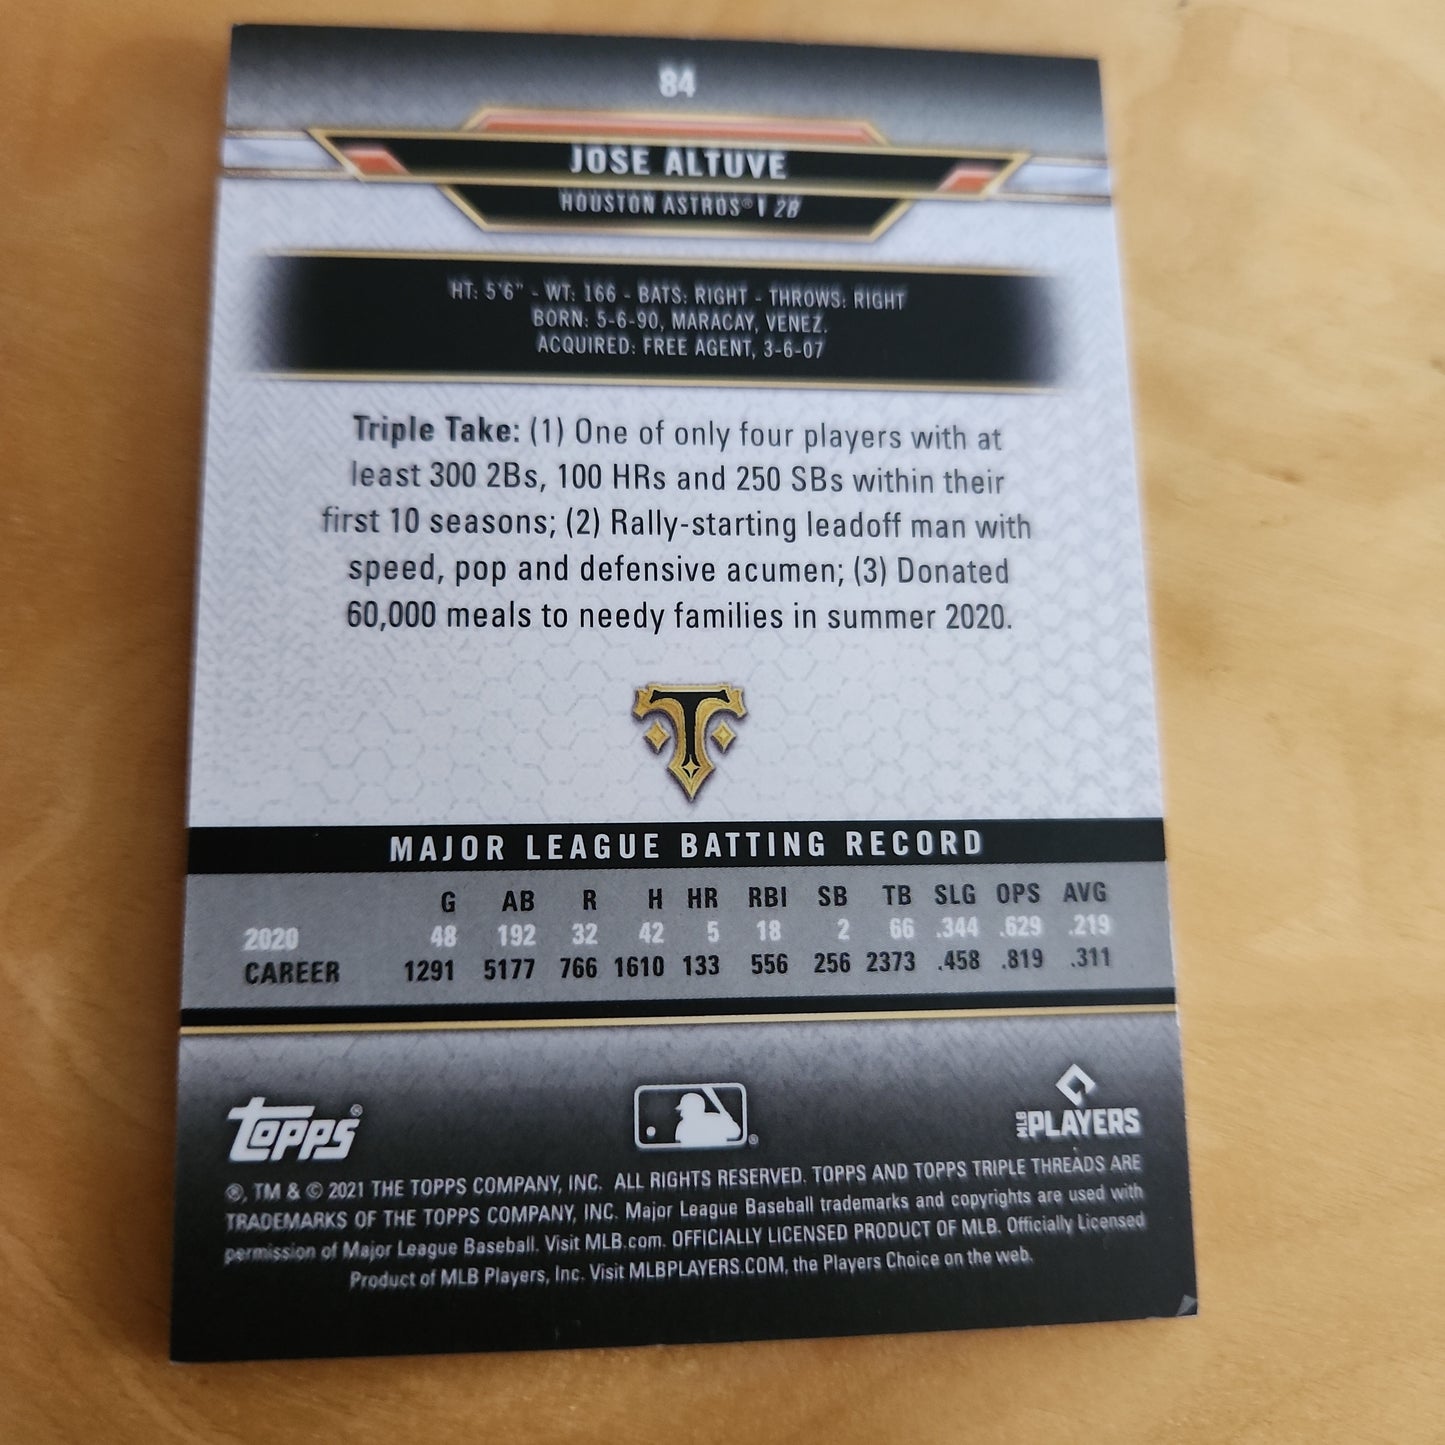 84
JOSE ALTUVE
HOUSTON ASTROS® | 2B
HT: 5'6" - WT: 166 - BATS: RIGHT - THROWS: RIGHT
BORN: 5-6-90, MARACAY, VENEZ.
ACQUIRED: FREE AGENT, 3-6-07
Triple Take: (1) One of only four players with at
least 300 2Bs, 100 HRs and 250 SBs within their
first 10 seasons; (2) Rally-starting leadoff man with
speed, pop and defensive acumen; (3) Donated
60,000 meals to needy families in summer 2020.
T
MAJOR LEAGUE BATTING RECORD
G AB R H HR RBI SB TB SLG OPS AVG
2020 48 192 32 42 5 18 2 66 .344 .629 .219
CAREER 1291 5177 766 1610 133 556 256 2373 .458 .819 .311
topps®
®
MLB PLAYERS
®, TM & © 2021 THE TOPPS COMPANY, INC. ALL RIGHTS RESERVED. TOPPS AND TOPPS TRIPLE THREADS ARE
TRADEMARKS OF THE TOPPS COMPANY, INC. Major League Baseball trademarks and copyrights are used with
permission of Major League Baseball. Visit MLB.com. OFFICIALLY LICENSED PRODUCT OF MLB. Officially Licensed
Product of MLB Players, Inc. Visit MLBPLAYERS.COM, the Players Choice on the web.